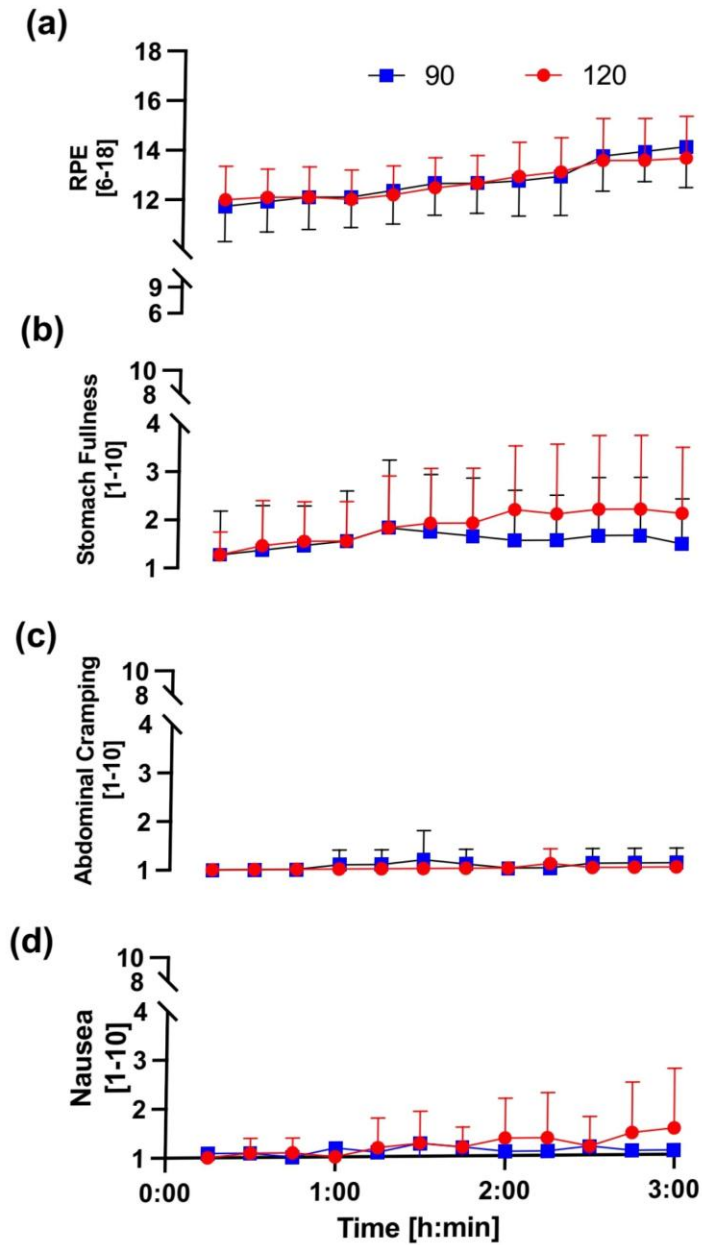 (a)
18
90 120
16
14
12
9
6
RPE
[6-18]
(b)
10
8
4
3
2
1
Stomach Fullness
[1-10]
(c)
10
8
4
3
2
1
Abdominal Cramping
[1-10]
(d)
10
8
4
3
2
1
Nausea
[1-10]
0:00 1:00 2:00 3:00
Time [h:min]